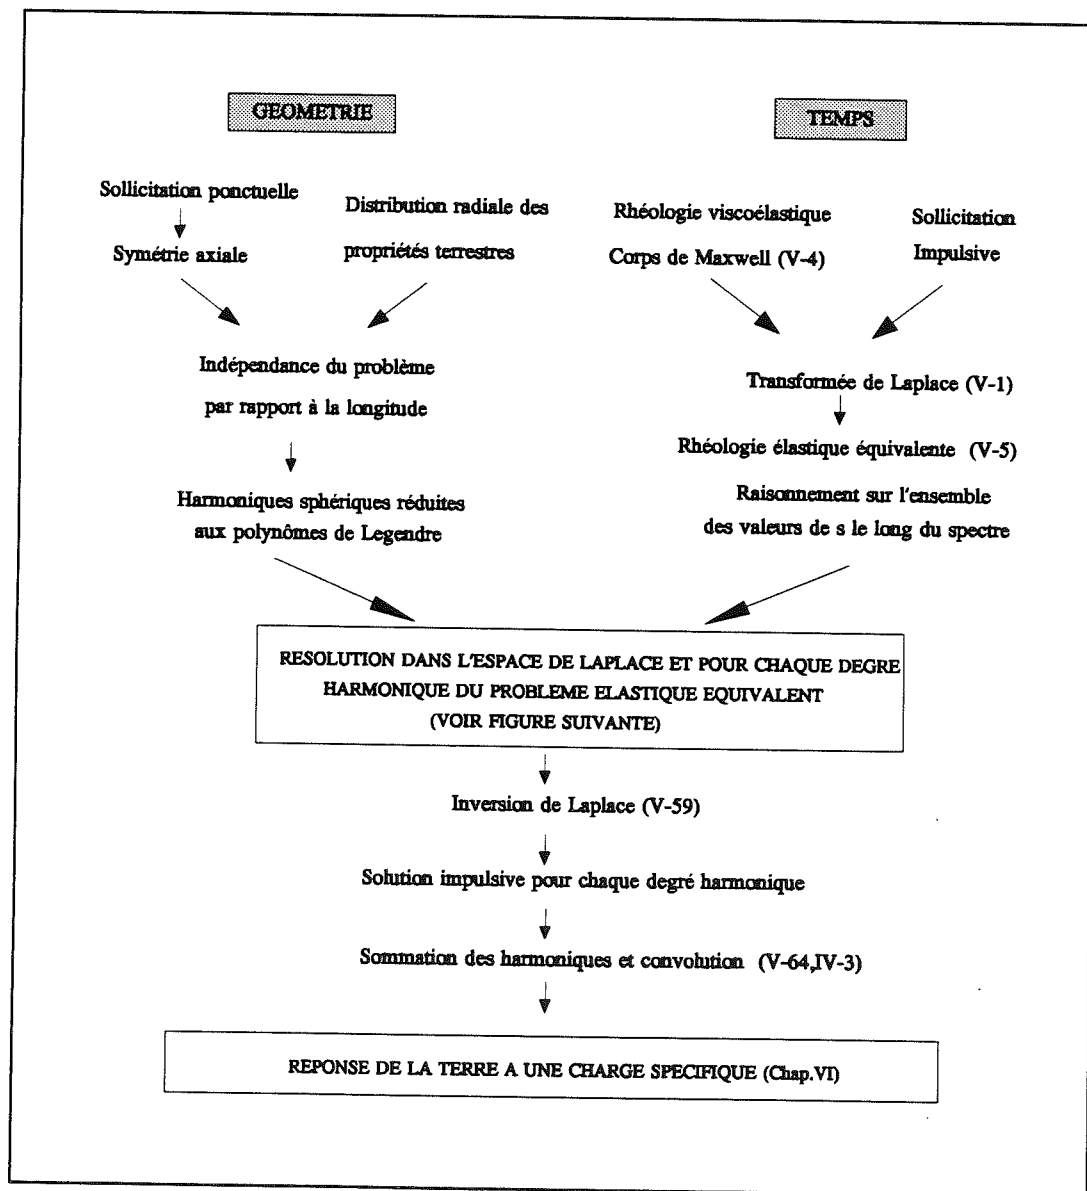 GEOMETRIE
TEMPS
Sollicitation ponctuelle
Symétrie axiale
Distribution radiale des
propriétés terrestres
Rhéologie viscoélastique
Corps de Maxwell (V-4)
Sollicitation
Impulsive
Indépendance du problème
par rapport à la longitude
Transformée de Laplace (V-1)
Harmoniques sphériques réduites
aux polynômes de Legendre
Rhéologie élastique équivalente (V-5)
Raisonnement sur l'ensemble
des valeurs de s le long du spectre
RESOLUTION DANS L'ESPACE DE LAPLACE ET POUR CHAQUE DEGRE
HARMONIQUE DU PROBLEME ELASTIQUE EQUIVALENT
(VOIR FIGURE SUIVANTE)
Inversion de Laplace (V-59)
Solution impulsive pour chaque degré harmonique
Sommation des harmoniques et convolution (V-64,IV-3)
REPONSE DE LA TERRE A UNE CHARGE SPECIFIQUE (Chap.VI)